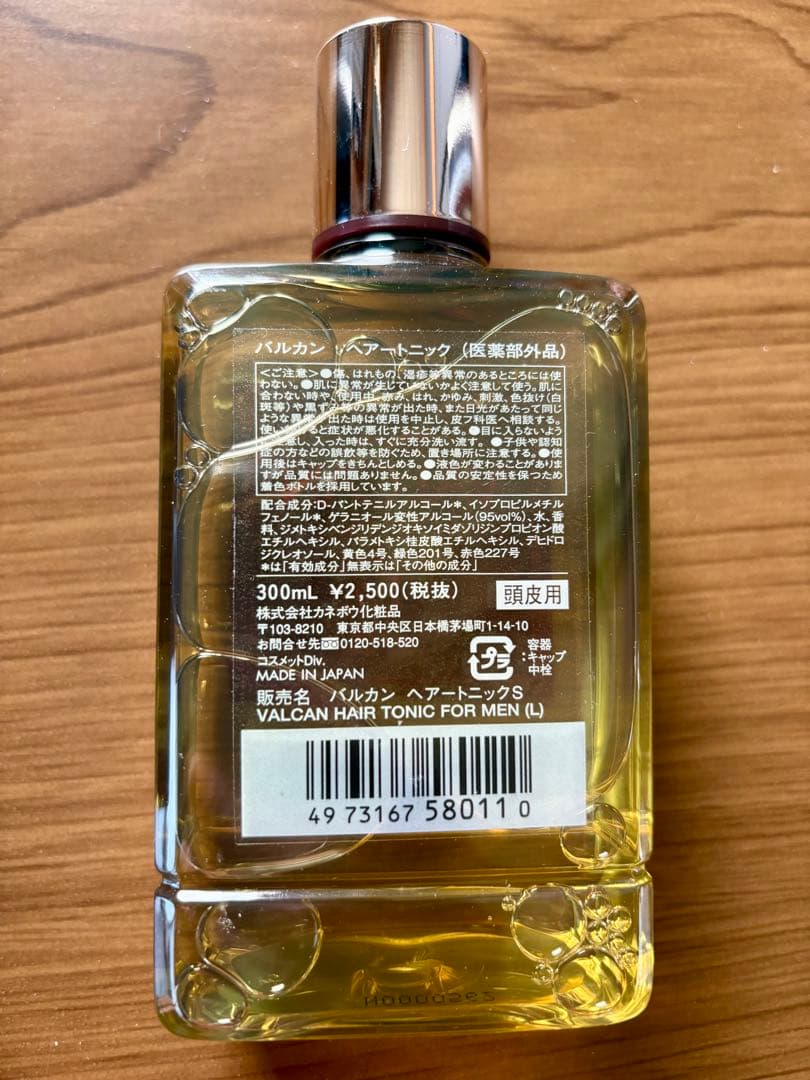 バルカン ヘアートニック (医薬部外品)
<ご注意>●傷、はれもの、湿疹等異常のあるところには使
わない。●肌に異常が生じていないかよく注意して使う。肌に
合わない時や、使用中、赤み、はれ、かゆみ、刺激、色抜け(白
斑等)や黒ずみ等の異常が出た時、また日光があたって同じ
ような異常が出た時は使用を中止し、皮フ科医へ相談する。
使い続けると症状が悪化することがある。●目に入らないよう
に注意し、入った時は、すぐに充分洗い流す。●子供や認知
症の方などの誤飲等を防ぐため、置き場所に注意する。●使
用後はキャップをきちんとしめる。●液色が変わることがありま
すが品質には問題ありません。●品質の安定性を保つため
着色ボトルを採用しています。
配合成分:D-パントテニルアルコール*、イソプロピルメチル
フェノール*、ゲラニオール変性アルコール(95vol%)、水、香
料、ジメトキシベンジリデンジオキソイミダゾリジンプロピオン酸
エチルヘキシル、パラメトキシ桂皮酸エチルヘキシル、デヒドロ
ジクレオソール、黄色4号、緑色201号、赤色227号
*は「有効成分」無表示は「その他の成分」
300mL ¥2,500(税抜) 頭皮用
株式会社カネボウ化粧品
〒103-8210 東京都中央区日本橋茅場町1-14-10
お問合せ先 0120-518-520
コスメットDiv.
MADE IN JAPAN
プラ
容器
:キャップ
中栓
販売名 バルカン ヘアートニックS
VALCAN HAIR TONIC FOR MEN (L)
49 73167 58011 0